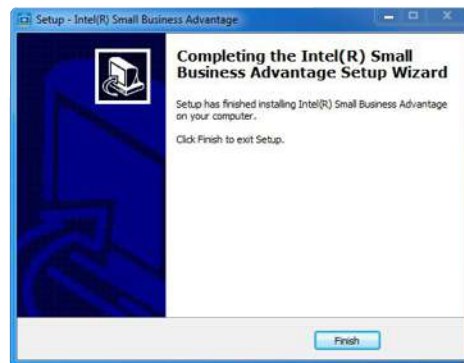 Setup - Intel(R) Small Business Advantage
Completing the Intel(R) Small
Business Advantage Setup Wizard
Setup has finished installing Intel(R) Small Business Advantage
on your computer.
Click Finish to exit Setup.
Finish